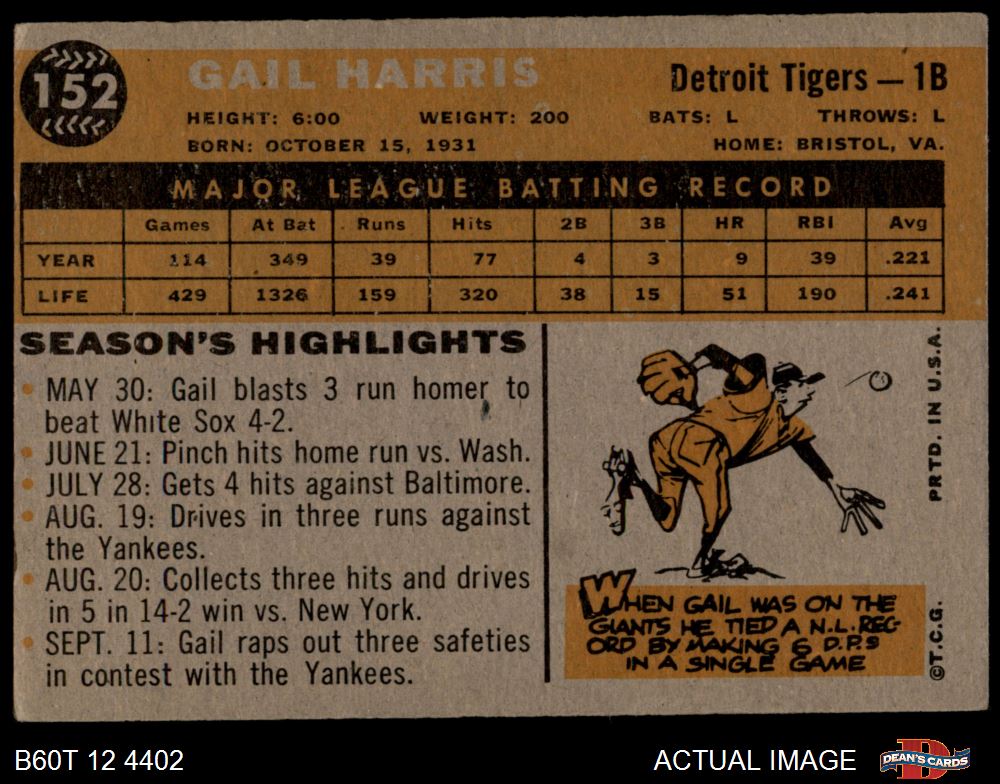 152
GAIL HARRIS
Detroit Tigers — 1B
HEIGHT: 6:00 WEIGHT: 200 BATS: L THROWS: L
BORN: OCTOBER 15, 1931 HOME: BRISTOL, VA.
MAJOR LEAGUE BATTING RECORD
Games At Bat Runs Hits 2B 3B HR RBI Avg
YEAR 114 349 39 77 4 3 9 39 .221
LIFE 429 1326 159 320 38 15 51 190 .241
SEASON'S HIGHLIGHTS
• MAY 30: Gail blasts 3 run homer to
beat White Sox 4-2.
• JUNE 21: Pinch hits home run vs. Wash.
• JULY 28: Gets 4 hits against Baltimore.
• AUG. 19: Drives in three runs against
the Yankees.
• AUG. 20: Collects three hits and drives
in 5 in 14-2 win vs. New York.
• SEPT. 11: Gail raps out three safeties
in contest with the Yankees.
WHEN GAIL WAS ON THE
GIANTS HE TIED A N.L. REC-
ORD BY MAKING 6 D.P.S
IN A SINGLE GAME
©T.C.G. PRTD. IN U.S.A.
B60T 12 4402
ACTUAL IMAGE
DEAN'S CARDS